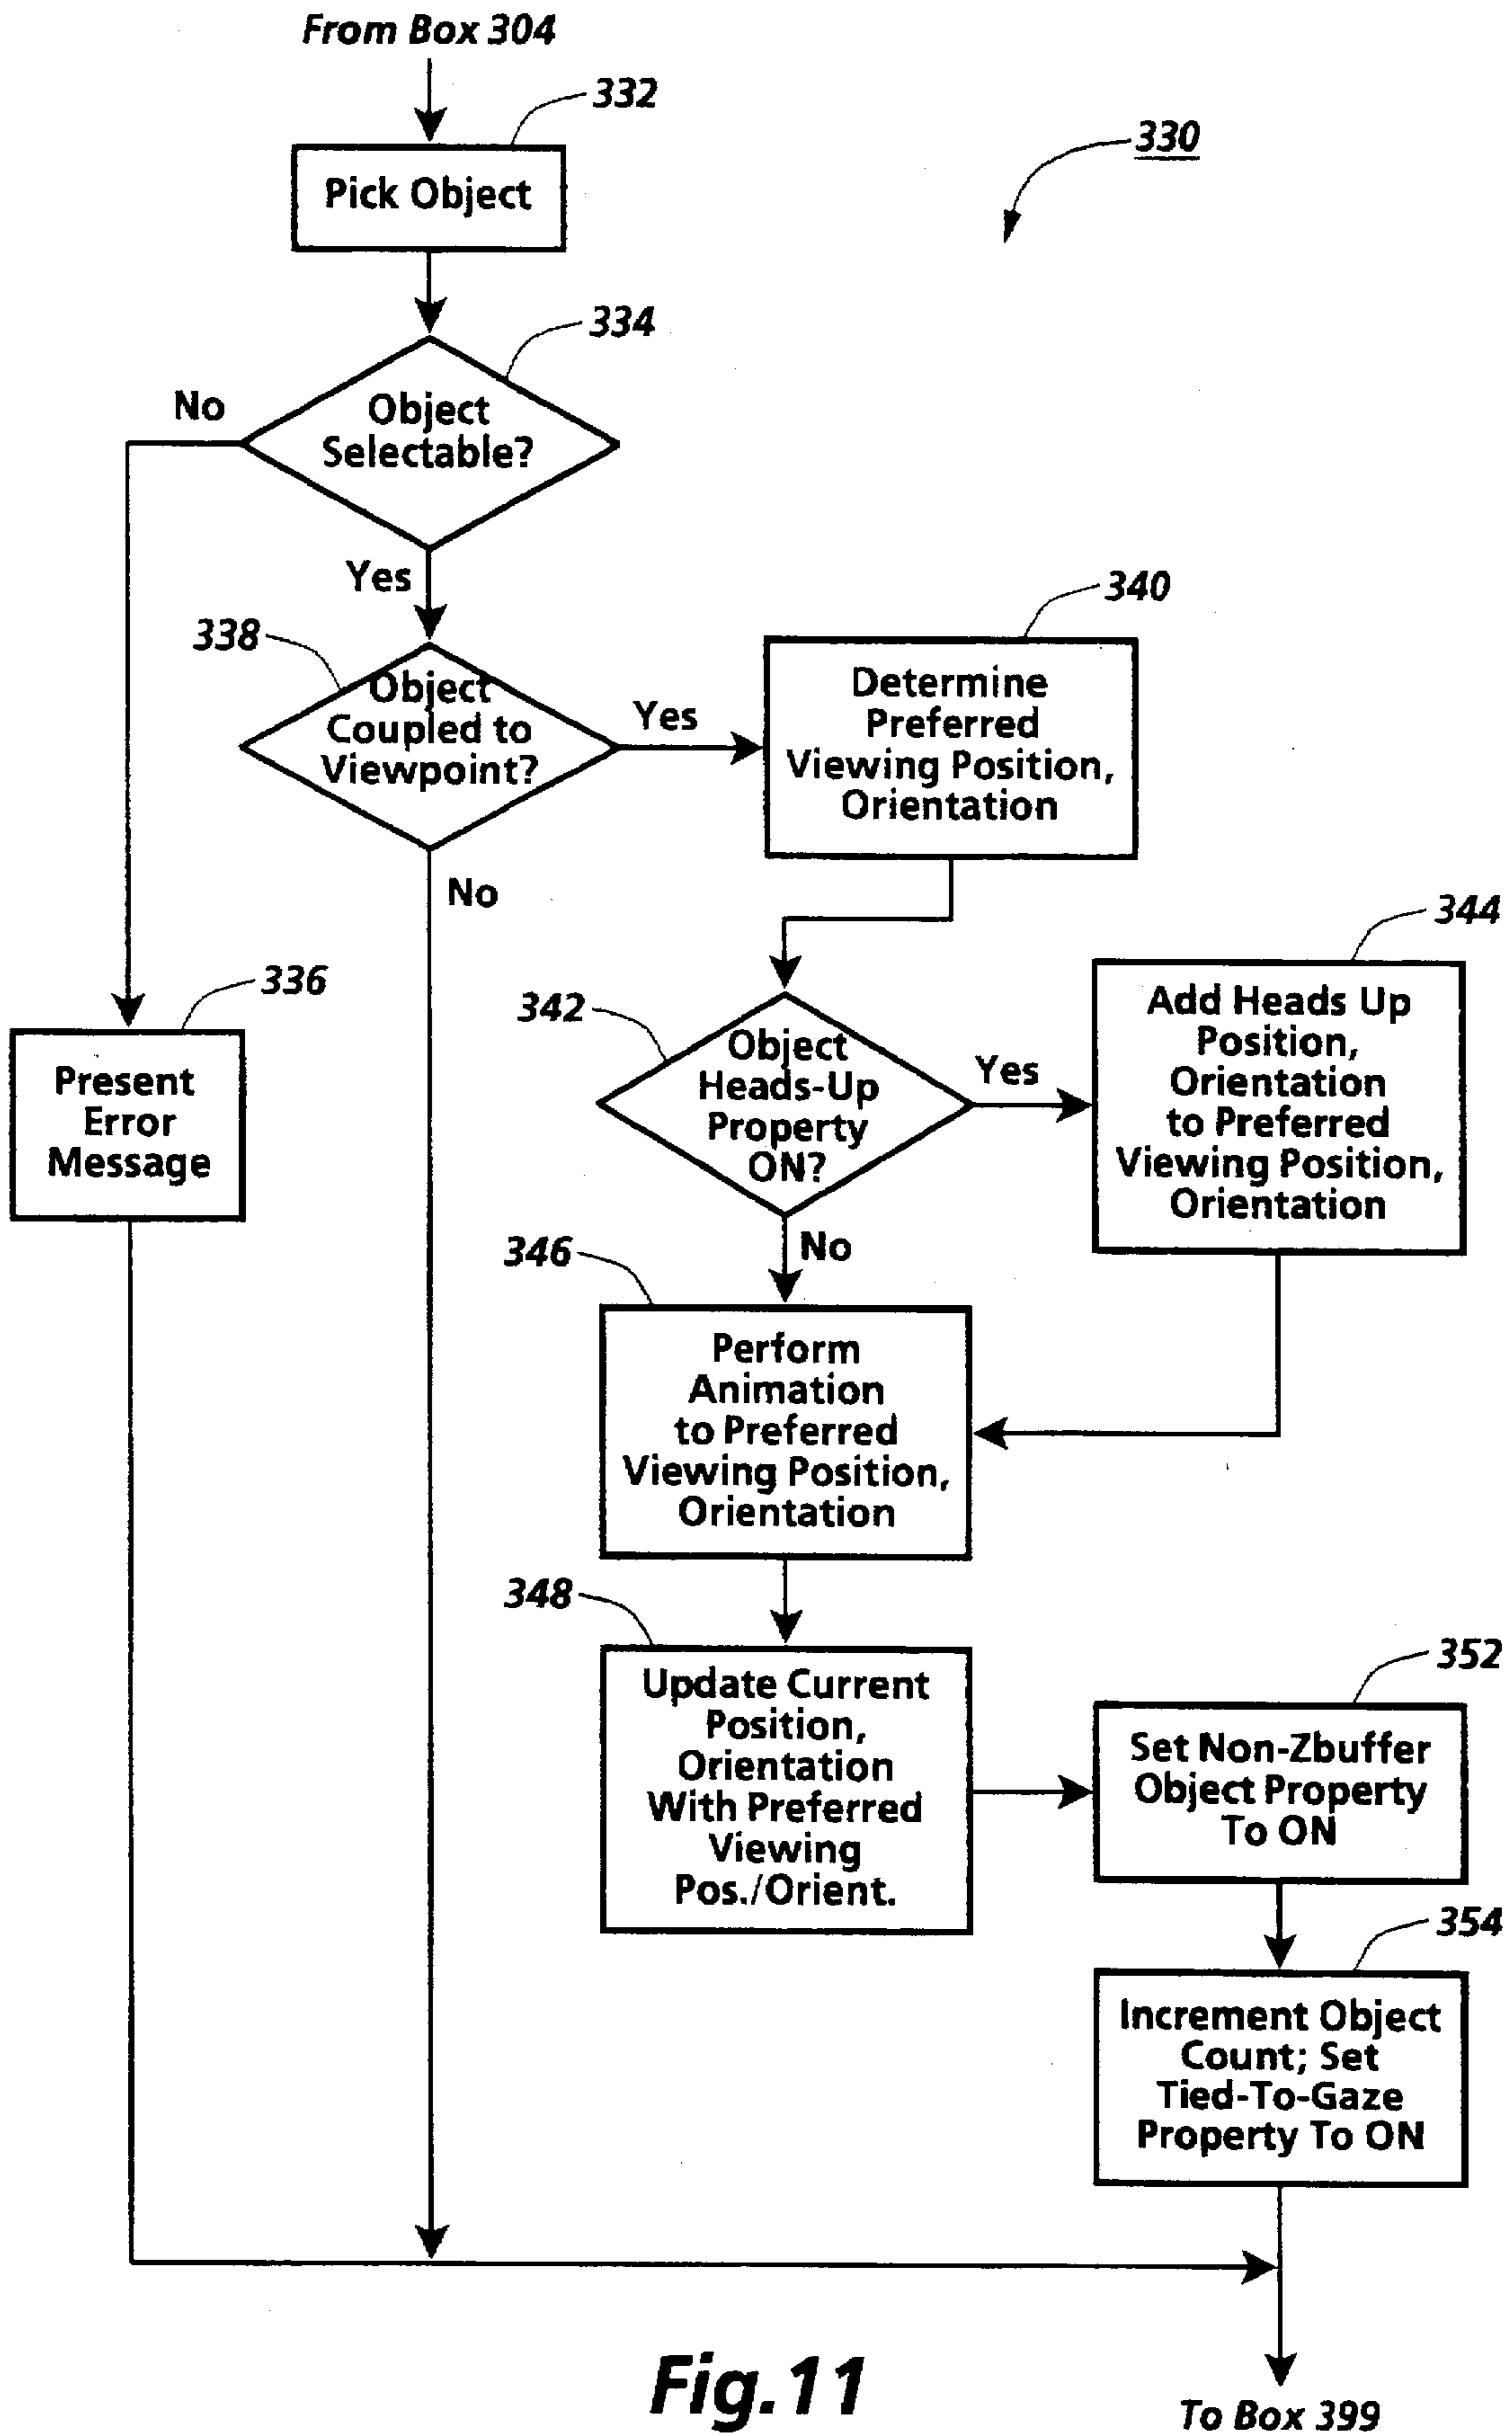 From Box 304
332
330
Pick Object
334
No
Object
Selectable?
Yes
340
338
Object
Coupled to
Viewpoint?
Yes
Determine
Preferred
Viewing Position,
Orientation
No
344
336
342
Add Heads Up
Position,
Orientation
to Preferred
Viewing Position,
Orientation
Object
Heads-Up
Property
ON?
Yes
Present
Error
Message
No
346
Perform
Animation
to Preferred
Viewing Position,
Orientation
348
Update Current
Position,
Orientation
With Preferred
Viewing
Pos./Orient.
352
Set Non-Zbuffer
Object Property
To ON
354
Increment Object
Count; Set
Tied-To-Gaze
Property To ON
Fig.11
To Box 399